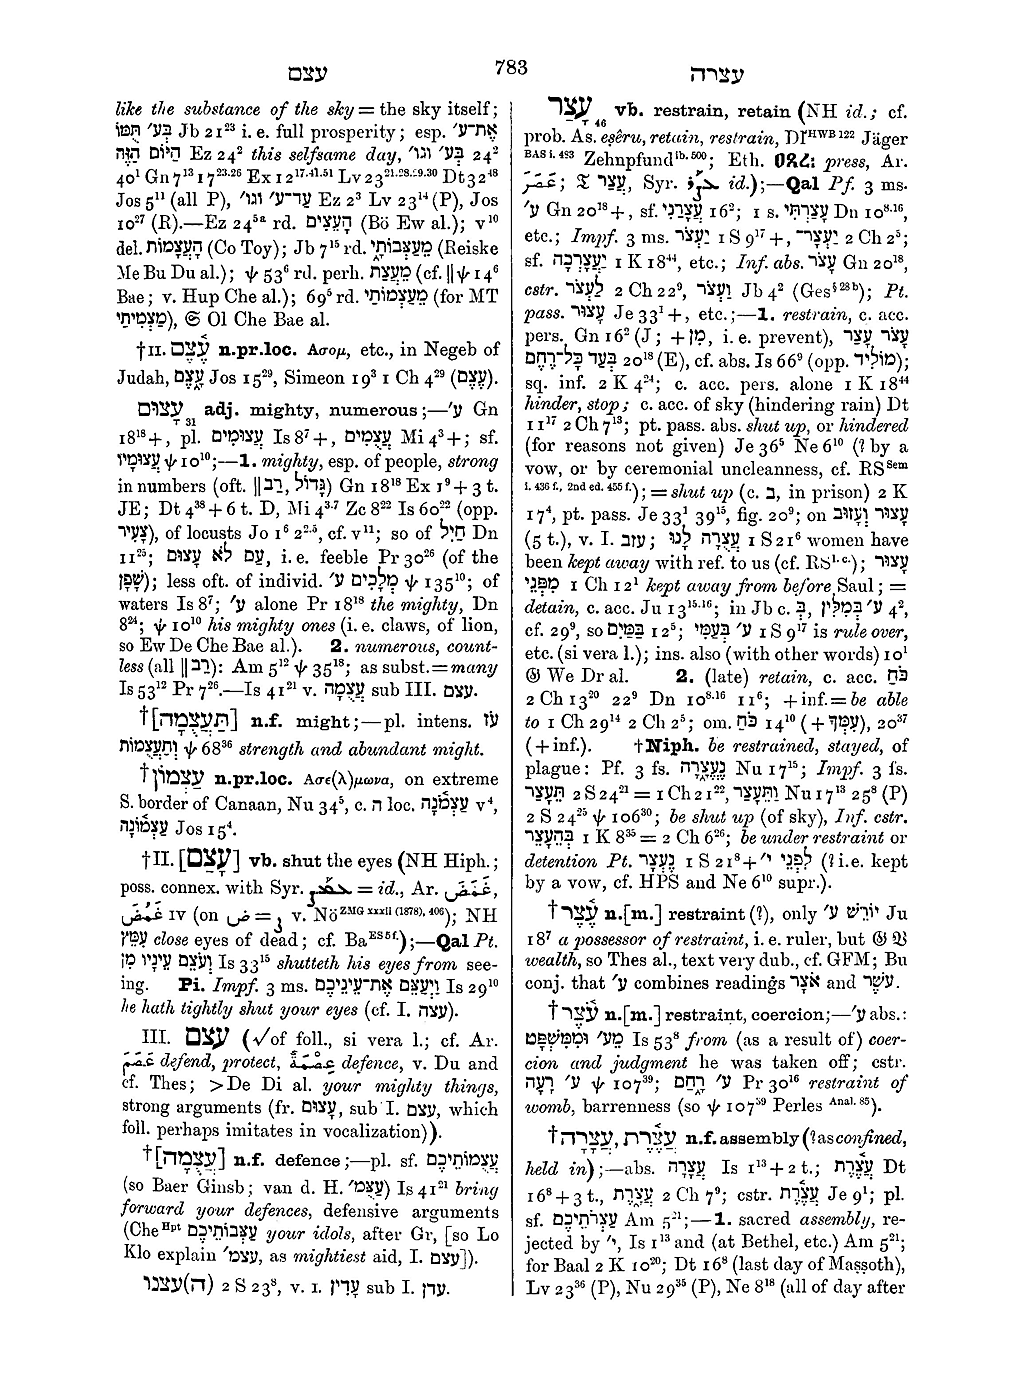 עצם
783
עצרה
like the substance of the sky = the sky itself;
בְּע׳ תֻּמּוֹ Jb 21²³ i. e. full prosperity; esp. אֶת־ע׳
הַיּוֹם הַזֶּה Ez 24² this selfsame day, בְּע׳ וגו׳ 24²
40¹ Gn 7¹³ 17²³·²⁶ Ex 12¹⁷·⁴¹·⁵¹ Lv 23²¹·²⁸·²⁹·³⁰ Dt 32⁴⁸
Jos 5¹¹ (all P), עַד־ע׳ וגו׳ Ez 2³ Lv 23¹⁴ (P), Jos
10²⁷ (R).—Ez 24⁵ᵃ rd. הָעֵצִים (Bö Ew al.); v¹⁰
del. הָעֲצָמוֹת (Co Toy); Jb 7¹⁵ rd. מֵעַצְּבוֹתַי (Reiske
Me Bu Du al.); ψ 53⁶ rd. perh. מֵעֲצַת (cf. ‖ ψ 14⁶
Bae; v. Hup Che al.); 69⁵ rd. מֵעַצְמוֹתַי (for MT
מַצְמִיתַי), 𝔊 Ol Che Bae al.
†II. עֶצֶם n.pr.loc. Ασομ, etc., in Negeb of
Judah, עָצֶם Jos 15²⁹, Simeon 19³ 1 Ch 4²⁹ (עֶצֶם).
עָצוּם 31 adj. mighty, numerous;—ע׳ Gn
18¹⁸ +, pl. עֲצוּמִים Is 8⁷ +, עֲצֻמִים Mi 4³ +; sf.
עֲצוּמָיו ψ 10¹⁰;—1. mighty, esp. of people, strong
in numbers (oft. ‖ רַב, גָּדוֹל) Gn 18¹⁸ Ex 1⁹ + 3 t.
JE; Dt 4³⁸ + 6 t. D, Mi 4³·⁷ Zc 8²² Is 60²² (opp.
צָעִיר), of locusts Jo 1⁶ 2²·⁵, cf. v¹¹; so of חַיִל Dn
11²⁵; עַם לֹא עָצוּם, i. e. feeble Pr 30²⁶ (of the
שָׁפָן); less oft. of individ. מְלָכִים ע׳ ψ 135¹⁰; of
waters Is 8⁷; ע׳ alone Pr 18¹⁸ the mighty, Dn
8²⁴; ψ 10¹⁰ his mighty ones (i. e. claws, of lion,
so Ew De Che Bae al.). 2. numerous, count-
less (all ‖ רַב): Am 5¹² ψ 35¹⁸; as subst. = many
Is 53¹² Pr 7²⁶.—Is 41²¹ v. עֲצֻמָה sub III. עצם.
†[תַּעֲצֻמָה] n.f. might;—pl. intens. עֹז
וְתַעֲצֻמוֹת ψ 68³⁶ strength and abundant might.
†עַצְמוֹן n.pr.loc. Ασε(λ)μωνα, on extreme
S. border of Canaan, Nu 34⁵, c. ה loc. עַצְמֹנָה v⁴,
עַצְמוֹנָה Jos 15⁴.
†II. [עָצַם] vb. shut the eyes (NH Hiph.;
poss. connex. with Syr. = id., Ar. غَمَضَ,
غَمُضَ IV (on ض = v. Nö ZMG xxxii (1878), 406); NH
עִמֵּץ close eyes of dead; cf. Ba ES 5 f.);—Qal Pt.
וְעֹצֵם עֵינָיו מִן Is 33¹⁵ shutteth his eyes from see-
ing. Pi. Impf. 3 ms. וַיְעַצֵּם אֶת־עֵינֵיכֶם Is 29¹⁰
he hath tightly shut your eyes (cf. I. עצה).
III. עצם (√ of foll., si vera l.; cf. Ar.
عَصَمَ defend, protect, عِصْمَةٌ defence, v. Du and
cf. Thes; > De Di al. your mighty things,
strong arguments (fr. עָצוּם, sub I. עצם, which
foll. perhaps imitates in vocalization)).
†[עֲצֻמָה] n.f. defence;—pl. sf. עֲצֻמוֹתֵיכֶם
(so Baer Ginsb; van d. H. עֲצְמ׳) Is 41²¹ bring
forward your defences, defensive arguments
(Che Hpt עֲצַבּוֹתֵיכֶם your idols, after Gr, [so Lo
Klo explain עצמ׳, as mightiest aid, I. עצם]).
עצנו(ה) 2 S 23⁸, v. I. עָדִין sub I. עדן.
עָצַר 46 vb. restrain, retain (NH id.; cf.
prob. As. eṣêru, retain, restrain, Dl HWB 122 Jäger
BAS i. 493 Zehnpfund ib. 500; Eth. ዐጸረ: press, Ar.
عَصَرَ; 𝔗 עֲצַר, Syr. ܥܨܪ id.);—Qal Pf. 3 ms.
ע׳ Gn 20¹⁸ +, sf. עֲצָרַנִי 16²; 1 s. עָצַרְתִּי Dn 10⁸·¹⁶,
etc.; Impf. 3 ms. יַעְצֹר 1 S 9¹⁷ +, יַעֲצָר־ 2 Ch 2⁵;
sf. יַעַצָרְכָה 1 K 18⁴⁴, etc.; Inf. abs. עָצֹר Gn 20¹⁸,
cstr. לַעְצֹר 2 Ch 22⁹, וַעְצֹר Jb 4² (Ges § 28 b); Pt.
pass. עָצוּר Je 33¹ +, etc.;—1. restrain, c. acc.
pers. Gn 16² (J; + מִן, i. e. prevent), עָצֹר עָצַר
בְּעַד כָּל־רֶחֶם 20¹⁸ (E), cf. abs. Is 66⁹ (opp. מוֹלִיד);
sq. inf. 2 K 4²⁴; c. acc. pers. alone 1 K 18⁴⁴
hinder, stop; c. acc. of sky (hindering rain) Dt
11¹⁷ 2 Ch 7¹³; pt. pass. abs. shut up, or hindered
(for reasons not given) Je 36⁵ Ne 6¹⁰ (? by a
vow, or by ceremonial uncleanness, cf. RS Sem
i. 436 f., 2nd ed. 455 f.); = shut up (c. ב, in prison) 2 K
17⁴, pt. pass. Je 33¹ 39¹⁵, fig. 20⁹; on עָצוּר וְעָזוּב
(5 t.), v. I. עזב; עֲצֻרָה לָנוּ 1 S 21⁶ women have
been kept away with ref. to us (cf. RS l. c.); עָצוּר
מִפְּנֵי 1 Ch 12¹ kept away from before Saul; =
detain, c. acc. Ju 13¹⁵·¹⁶; in Jb c. בְּ, ע׳ בְּמִלִּין 4²,
cf. 29⁹, so בַּמַּיִם 12⁵; ע׳ בְּעַמִּי 1 S 9¹⁷ is rule over,
etc. (si vera l.); ins. also (with other words) 10¹
𝔊 We Dr al. 2. (late) retain, c. acc. כֹּחַ
2 Ch 13²⁰ 22⁹ Dn 10⁸·¹⁶ 11⁶; + inf. = be able
to 1 Ch 29¹⁴ 2 Ch 2⁵; om. כֹּחַ 14¹⁰ (+ עִמְּךָ), 20³⁷
(+ inf.). †Niph. be restrained, stayed, of
plague: Pf. 3 fs. נֶעֱצָרָה Nu 17¹⁵; Impf. 3 fs.
תֵּעָצַר 2 S 24²¹ = 1 Ch 21²², וַתֵּעָצַר Nu 17¹³ 25⁸ (P)
2 S 24²⁵ ψ 106³⁰; be shut up (of sky), Inf. cstr.
בְּהֵעָצֵר 1 K 8³⁵ = 2 Ch 6²⁶; be under restraint or
detention Pt. נֶעְצָר 1 S 21⁸ + לִפְנֵי י׳ (? i. e. kept
by a vow, cf. HPS and Ne 6¹⁰ supr.).
†עֶצֶר n.[m.] restraint (?), only יוֹרֵשׁ ע׳ Ju
18⁷ a possessor of restraint, i. e. ruler, but 𝔊 𝔙
wealth, so Thes al., text very dub., cf. GFM; Bu
conj. that ע׳ combines readings אֹצָר and עֹשֶׁר.
†עֹצֶר n.[m.] restraint, coercion;—ע׳ abs.:
מֵע׳ וּמִמִּשְׁפָּט Is 53⁸ from (as a result of) coer-
cion and judgment he was taken off; cstr.
ע׳ רָעָה ψ 107³⁹; ע׳ רָחַם Pr 30¹⁶ restraint of
womb, barrenness (so ψ 107³⁹ Perles Anal. 85).
†עֲצֶרֶת, עֲצָרָה n.f. assembly (? as confined,
held in);—abs. עֲצָרָה Is 1¹³ + 2 t.; עֲצֶרֶת Dt
16⁸ + 3 t., עֲצָרֶת 2 Ch 7⁹; cstr. עֲצֶרֶת Je 9¹; pl.
sf. עַצְּרֹתֵיכֶם Am 5²¹;—1. sacred assembly, re-
jected by י׳, Is 1¹³ and (at Bethel, etc.) Am 5²¹;
for Baal 2 K 10²⁰; Dt 16⁸ (last day of Maṣṣoth),
Lv 23³⁶ (P), Nu 29³⁵ (P), Ne 8¹⁸ (all of day after